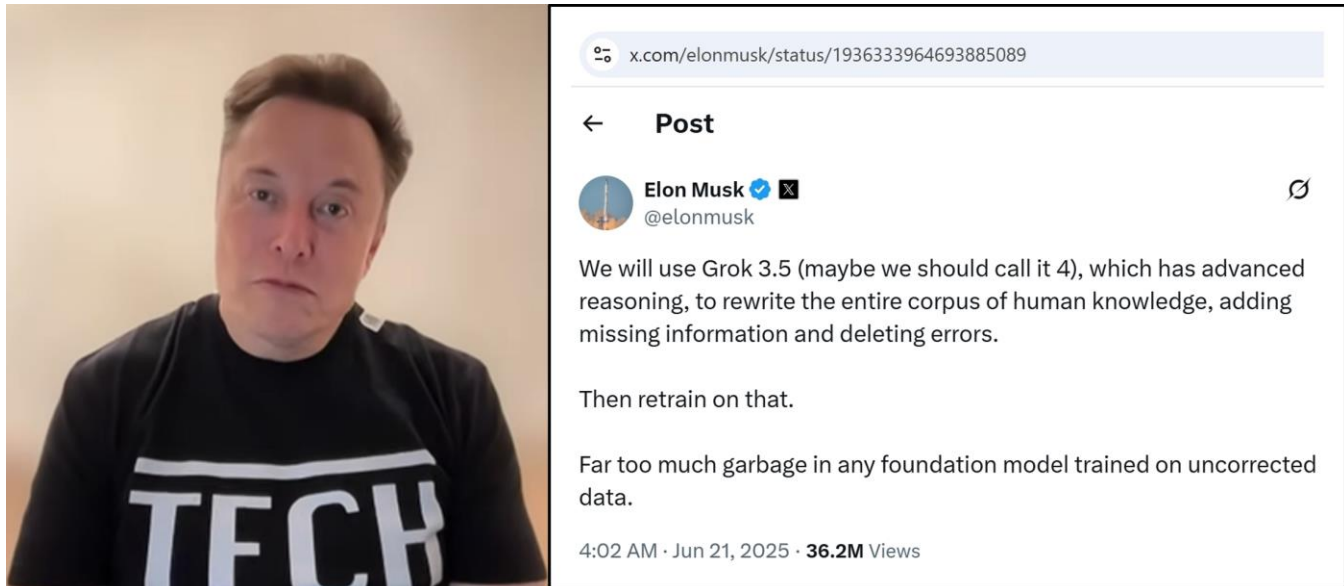 TECH
x.com/elonmusk/status/1936333964693885089
Post
Elon Musk
@elonmusk
We will use Grok 3.5 (maybe we should call it 4), which has advanced
reasoning, to rewrite the entire corpus of human knowledge, adding
missing information and deleting errors.
Then retrain on that.
Far too much garbage in any foundation model trained on uncorrected
data.
4:02 AM · Jun 21, 2025 · 36.2M Views